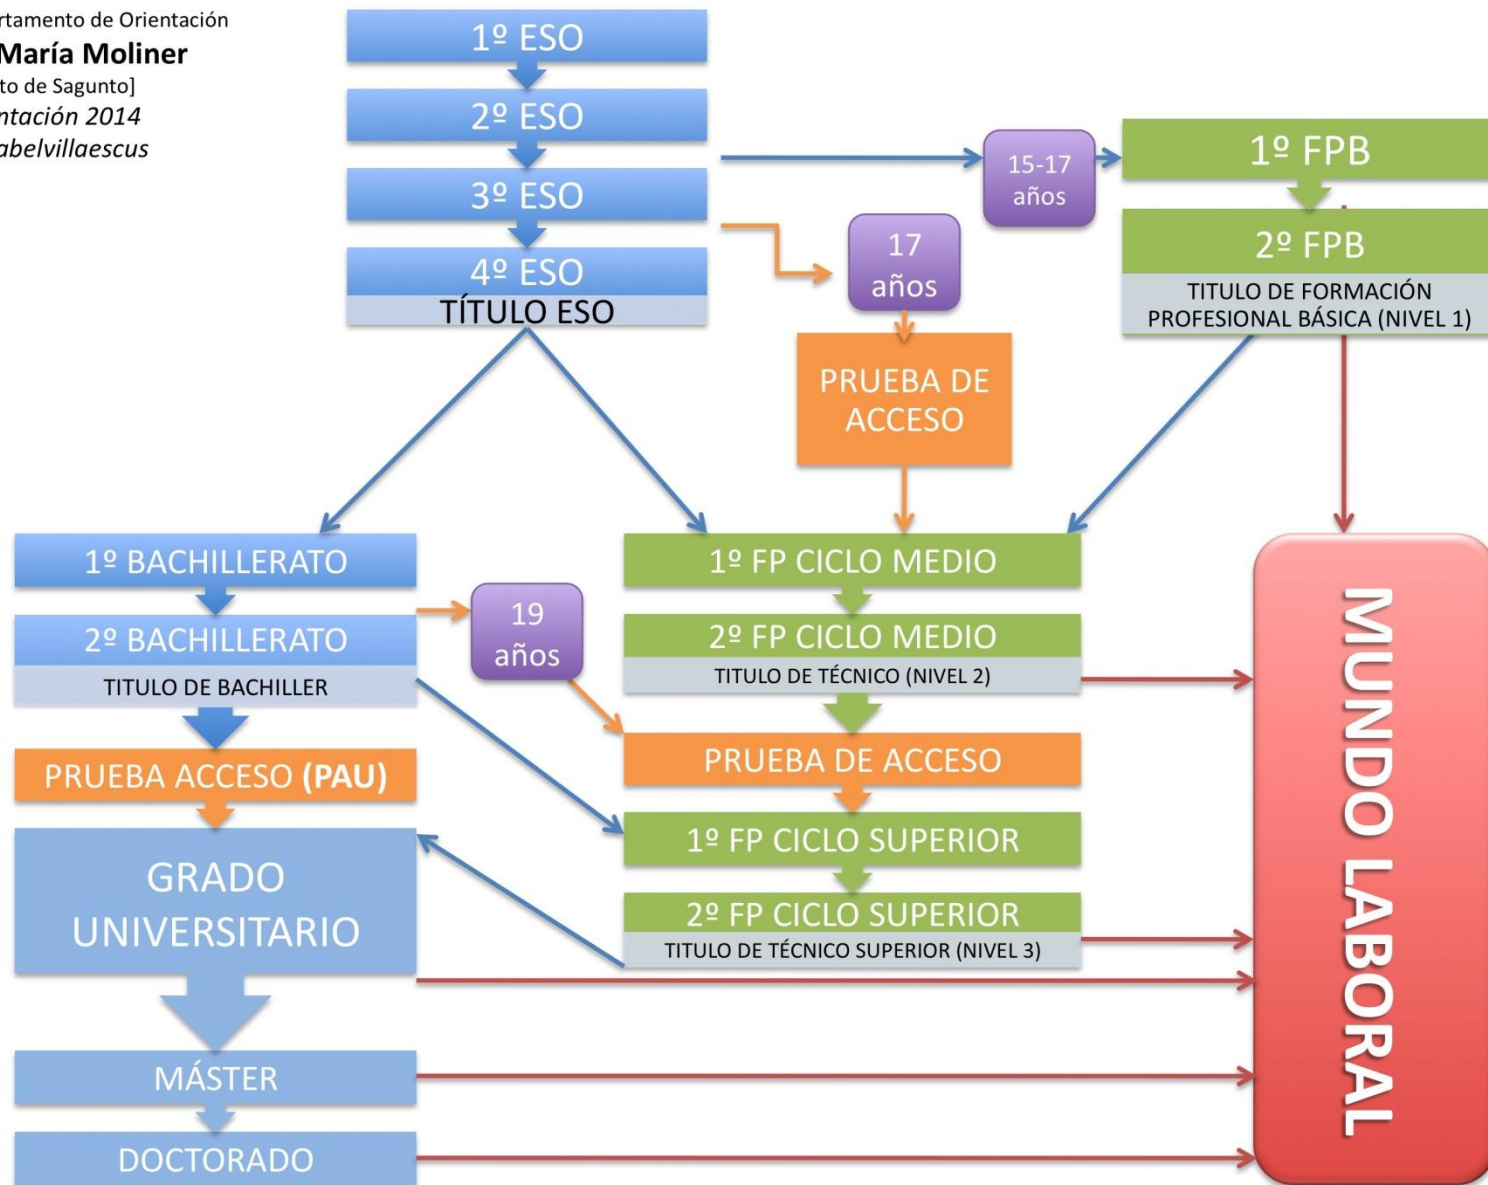 rtamento de Orientación
María Moliner
to de Sagunto]
ntación 2014
abelvillaescus
1º ESO
2º ESO
3º ESO
4º ESO
TÍTULO ESO
15-17
años
17
años
PRUEBA DE
ACCESO
1º FPB
2º FPB
TITULO DE FORMACIÓN
PROFESIONAL BÁSICA (NIVEL 1)
1º BACHILLERATO
2º BACHILLERATO
TITULO DE BACHILLER
19
años
PRUEBA ACCESO (PAU)
GRADO
UNIVERSITARIO
MÁSTER
DOCTORADO
1º FP CICLO MEDIO
2º FP CICLO MEDIO
TITULO DE TÉCNICO (NIVEL 2)
PRUEBA DE ACCESO
1º FP CICLO SUPERIOR
2º FP CICLO SUPERIOR
TITULO DE TÉCNICO SUPERIOR (NIVEL 3)
MUNDO LABORAL